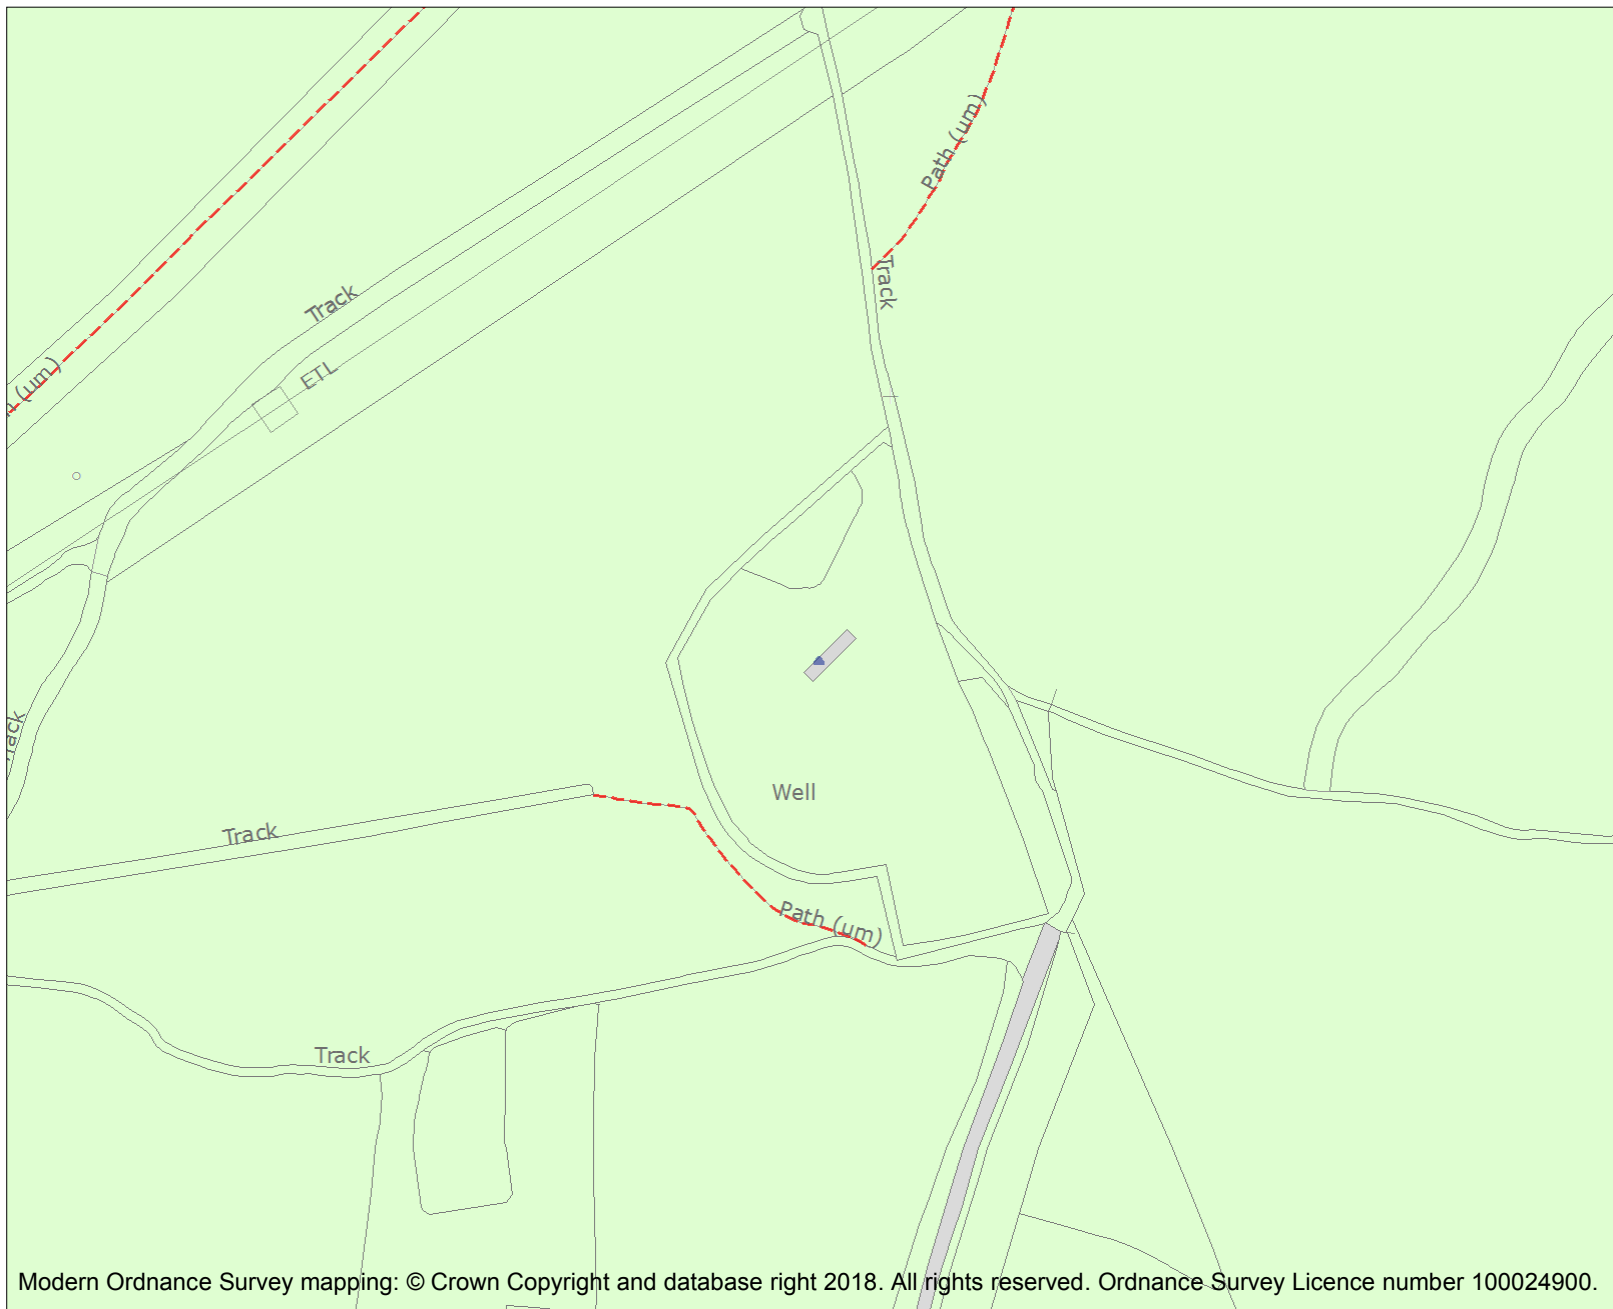 Path (um)
Track
Track
(um)
ETL
Well
Track
Path (um)
Track
Modern Ordnance Survey mapping: © Crown Copyright and database right 2018. All rights reserved. Ordnance Survey Licence number 100024900.